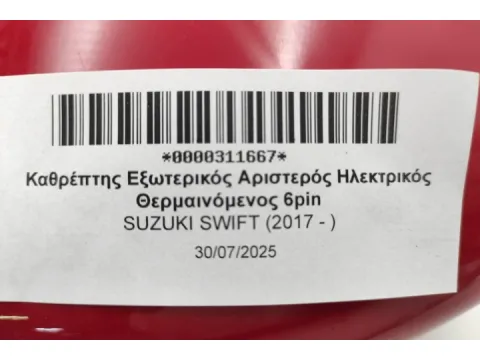 *0000311667*
Καθρέπτης Εξωτερικός Αριστερός Ηλεκτρικός
Θερμαινόμενος 6pin
SUZUKI SWIFT (2017 - )
30/07/2025